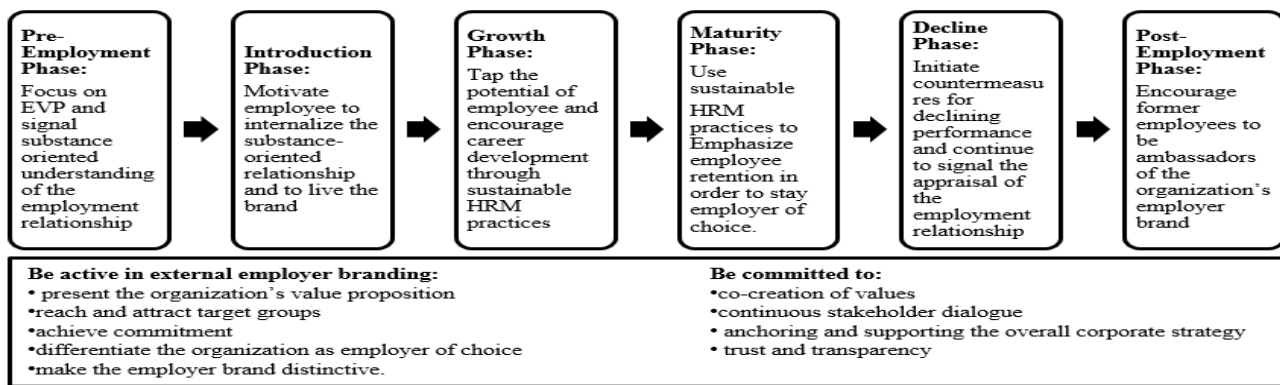 Pre-
Employment
Phase:
Focus on
EVP and
signal
substance
oriented
understanding
of the
employment
relationship
Introduction
Phase:
Motivate
employee to
internalize the
substance-
oriented
relationship
and to live the
brand
Growth
Phase:
Tap the
potential of
employee and
encourage
career
development
through
sustainable
HRM
practices
Maturity
Phase:
Use
sustainable
HRM
practices to
Emphasize
employee
retention in
order to stay
employer of
choice.
Decline
Phase:
Initiate
countermeasu
res for
declining
performance
and continue
to signal the
appraisal of
the
employment
relationship
Post-
Employment
Phase:
Encourage
former
employees to
be
ambassadors
of the
organization’s
employer
brand
Be active in external employer branding:
• present the organization’s value proposition
•reach and attract target groups
•achieve commitment
•differentiate the organization as employer of choice
•make the employer brand distinctive.
Be committed to:
•co-creation of values
•continuous stakeholder dialogue
• anchoring and supporting the overall corporate strategy
• trust and transparency